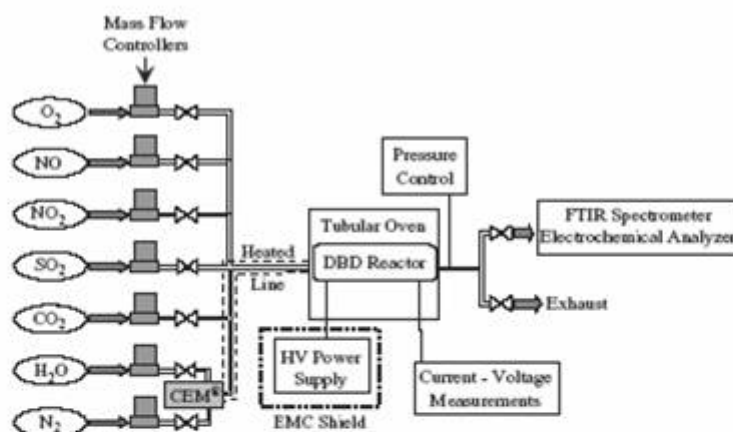 Mass Flow
Controllers
O2
NO
NO2
SO2
CO2
H2O
N2
CEM®
Heated
Line
Tubular Oven
DBD Reactor
Pressure
Control
HV Power
Supply
EMC Shield
Current - Voltage
Measurements
FTIR Spectrometer
Electrochemical Analyzer
Exhaust